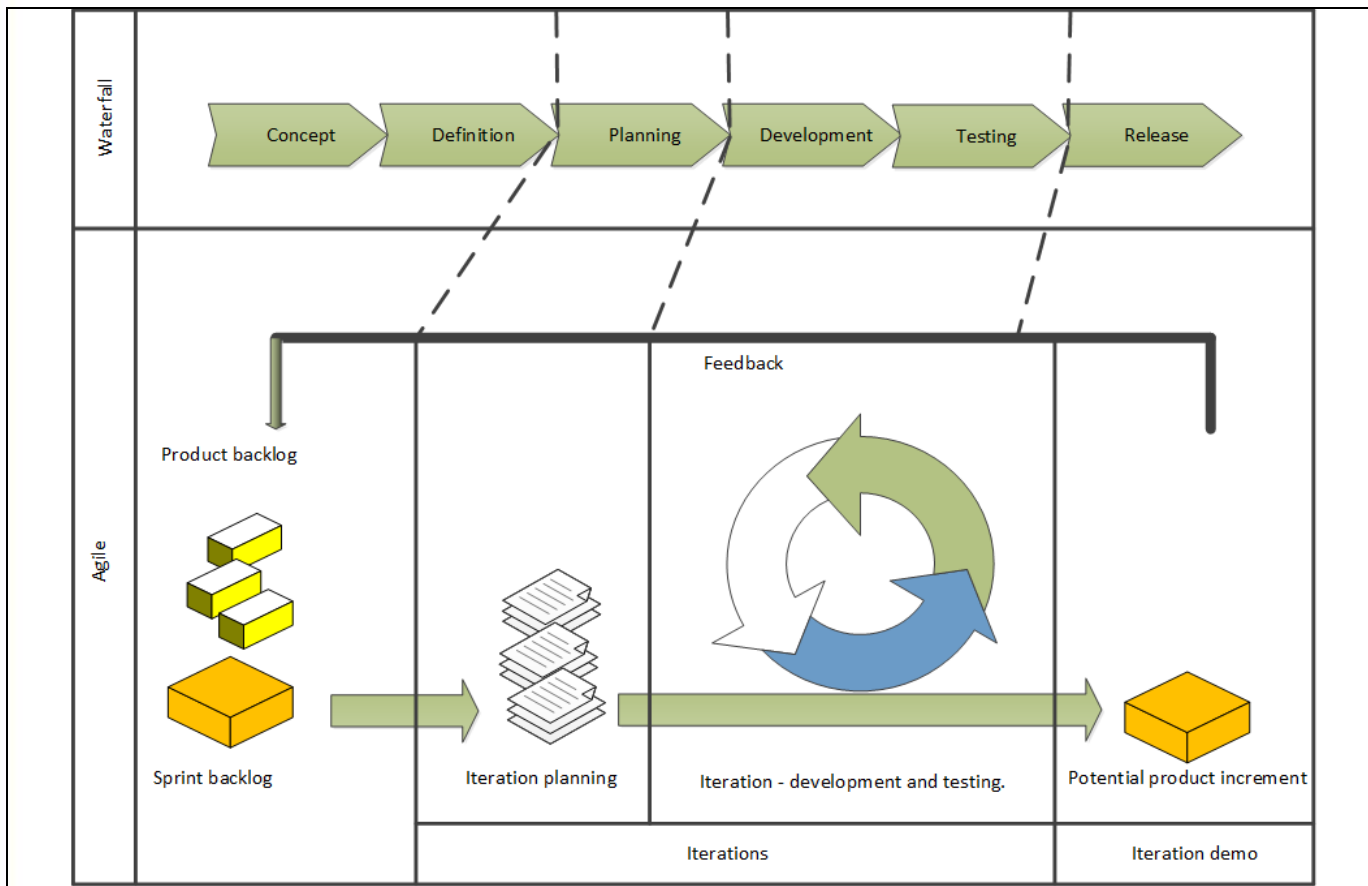 Waterfall
Concept
Definition
Planning
Development
Testing
Release
Agile
Feedback
Product backlog
Sprint backlog
Iteration planning
Iteration - development and testing.
Potential product increment
Iterations
Iteration demo